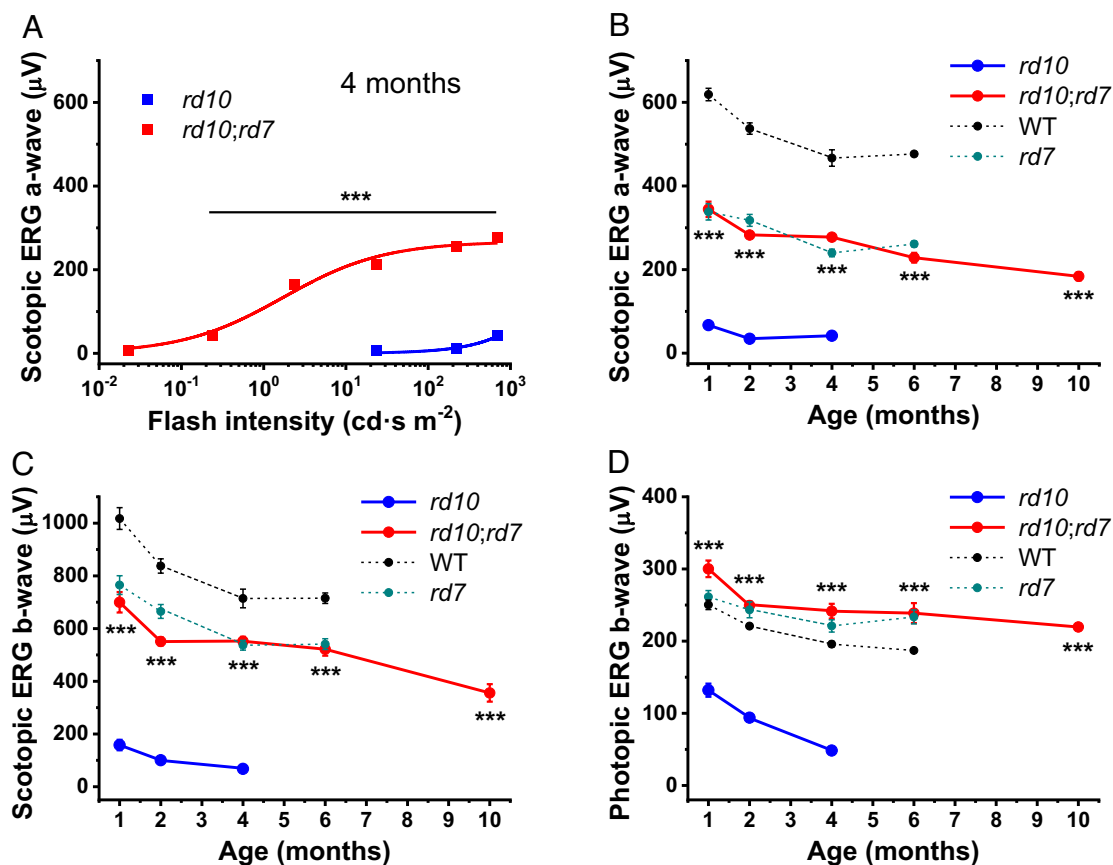 A
Scotopic ERG a-wave (µV)
600
400
200
0
4 months
rd10
rd10;rd7
***
10⁻² 10⁻¹ 10⁰ 10¹ 10² 10³
Flash intensity (cd·s m⁻²)
B
Scotopic ERG a-wave (µV)
600
400
200
0
rd10
rd10;rd7
WT
rd7
*** *** *** *** ***
1 2 3 4 5 6 7 8 9 10
Age (months)
C
Scotopic ERG b-wave (µV)
1000
800
600
400
200
0
rd10
rd10;rd7
WT
rd7
*** *** *** *** ***
1 2 3 4 5 6 7 8 9 10
Age (months)
D
Photopic ERG b-wave (µV)
400
300
200
100
0
rd10
rd10;rd7
WT
rd7
*** *** *** *** ***
1 2 3 4 5 6 7 8 9 10
Age (months)